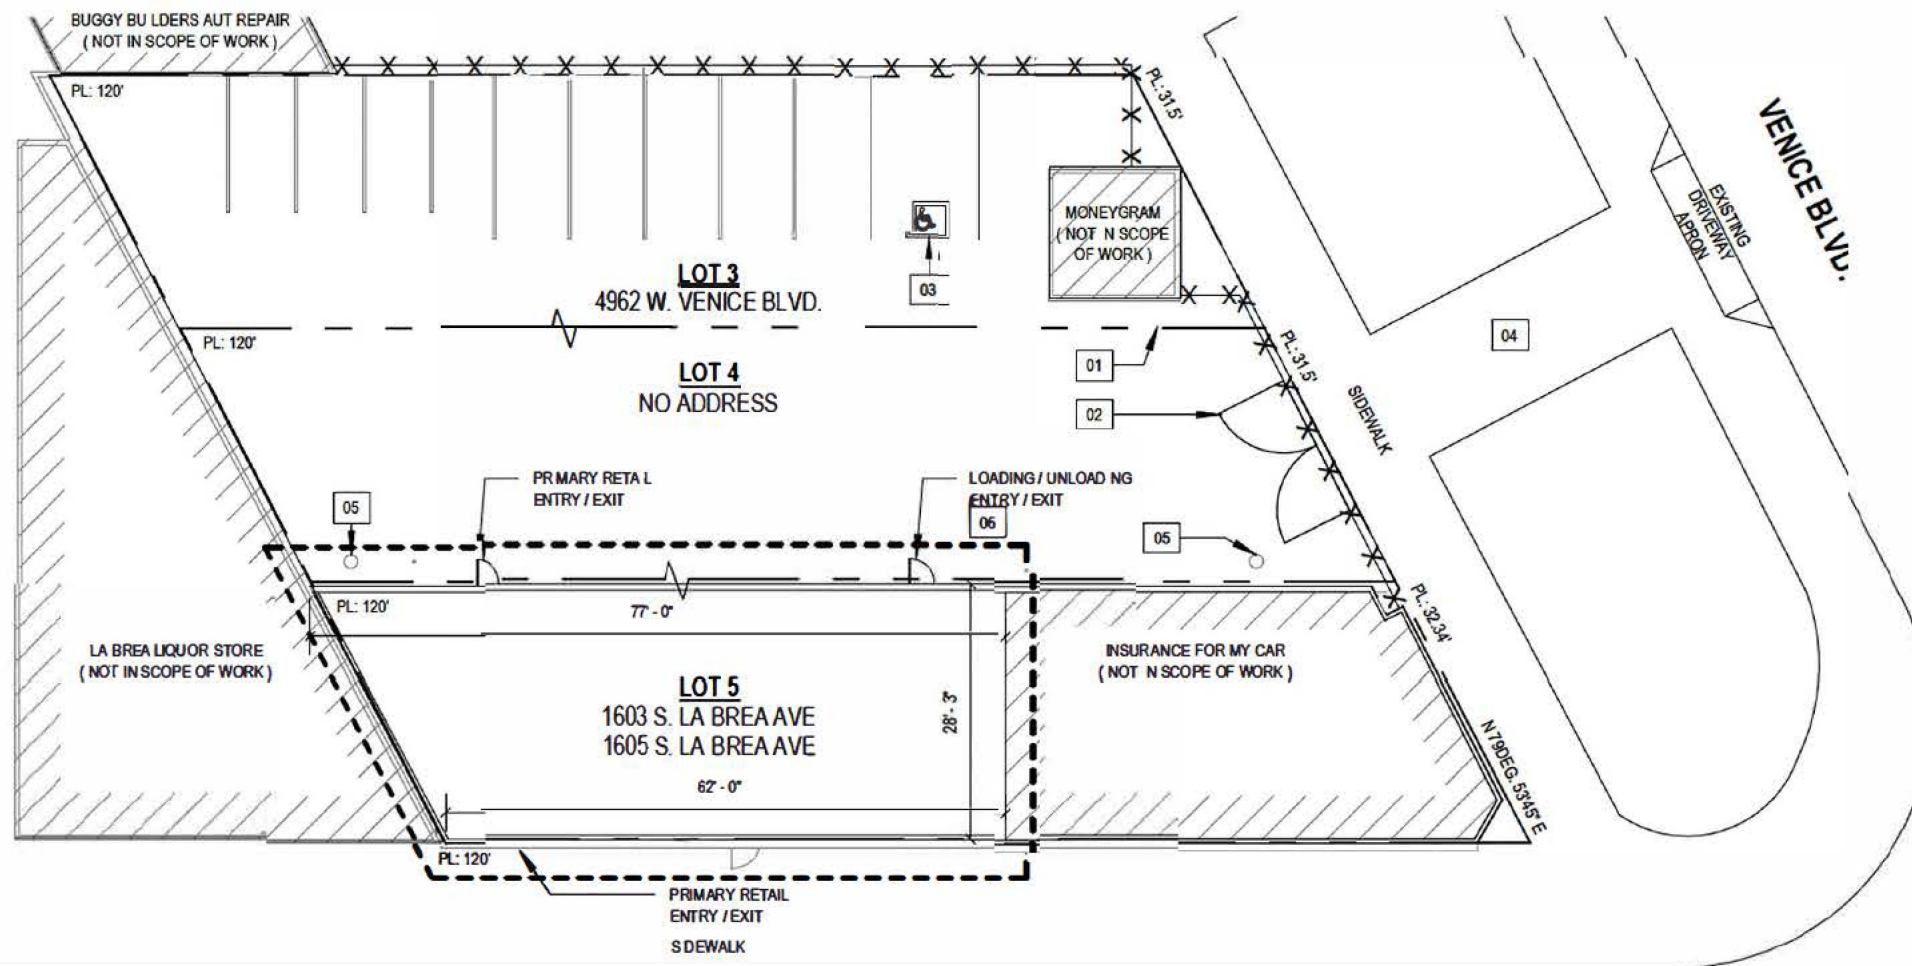 BUGGY BU LDERS AUT REPAIR
( NOT IN SCOPE OF WORK )
PL: 120'
PL: 31.5'
VENICE BLVD.
EXISTING
DRIVEWAY
APRON
MONEYGRAM
( NOT N SCOPE
OF WORK )
03
LOT 3
4962 W. VENICE BLVD.
PL: 120'
01
PL: 31.5'
04
LOT 4
NO ADDRESS
02
SIDEWALK
PR MARY RETA L
ENTRY / EXIT
LOADING / UNLOAD NG
ENTRY / EXIT
05
06
05
PL: 120'
77' - 0"
PL: 32.34'
LA BREA LIQUOR STORE
( NOT IN SCOPE OF WORK )
INSURANCE FOR MY CAR
( NOT N SCOPE OF WORK )
LOT 5
1603 S. LA BREA AVE
1605 S. LA BREA AVE
28' - 3"
62' - 0"
N 79DEG. 53'45" E
PL: 120'
PRIMARY RETAIL
ENTRY / EXIT
S DEWALK